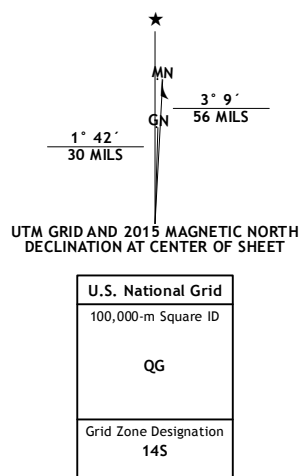 ★
MN
3° 9´
56 MILS
GN
1° 42´
30 MILS
UTM GRID AND 2015 MAGNETIC NORTH
DECLINATION AT CENTER OF SHEET
U.S. National Grid
100,000-m Square ID
QG
Grid Zone Designation
14S